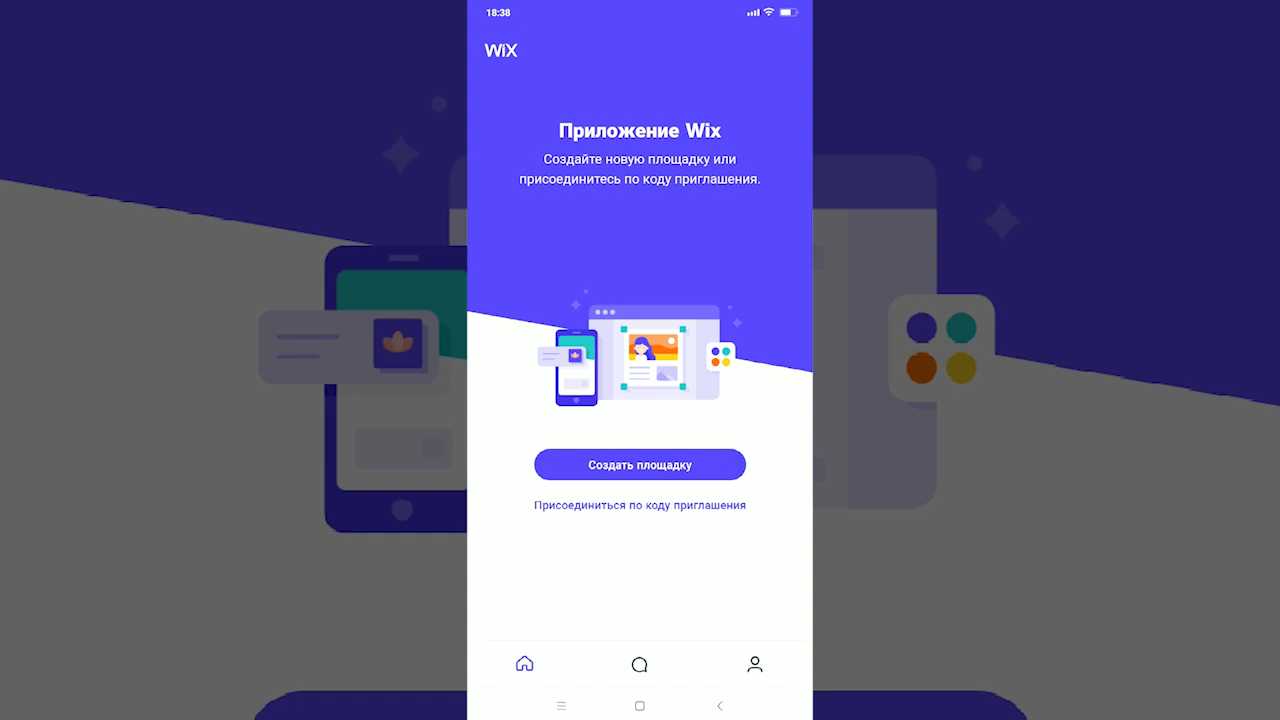 18:38
WiX
Приложение Wix
Создайте новую площадку или
присоединитесь по коду приглашения.
Создать площадку
Присоединиться по коду приглашения